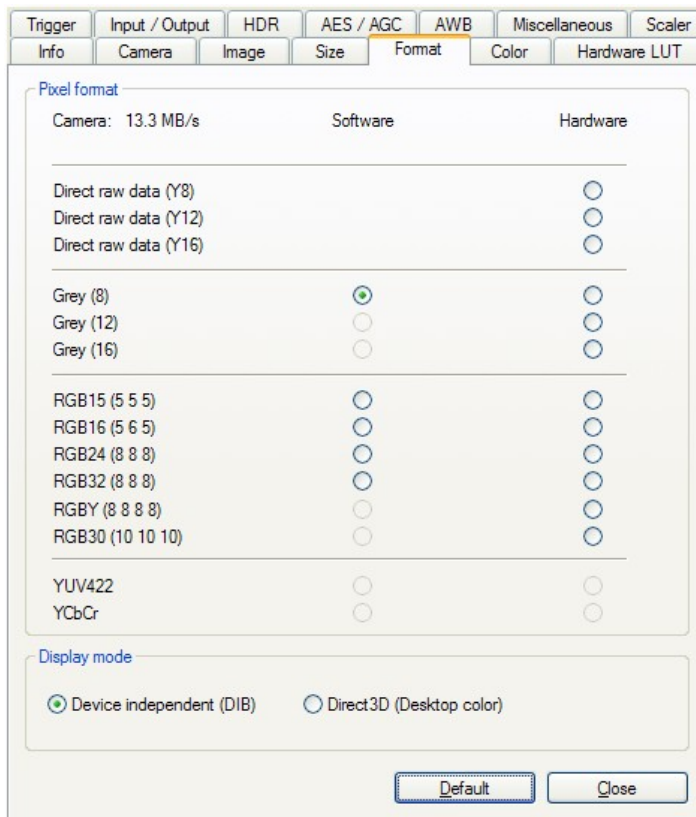 Trigger Input / Output HDR AES / AGC AWB Miscellaneous Scaler
Info Camera Image Size Format Color Hardware LUT
Pixel format
Camera: 13.3 MB/s Software Hardware
Direct raw data (Y8)
Direct raw data (Y12)
Direct raw data (Y16)
Grey (8)
Grey (12)
Grey (16)
RGB15 (5 5 5)
RGB16 (5 6 5)
RGB24 (8 8 8)
RGB32 (8 8 8)
RGBY (8 8 8 8)
RGB30 (10 10 10)
YUV422
YCbCr
Display mode
Device independent (DIB) Direct3D (Desktop color)
Default Close